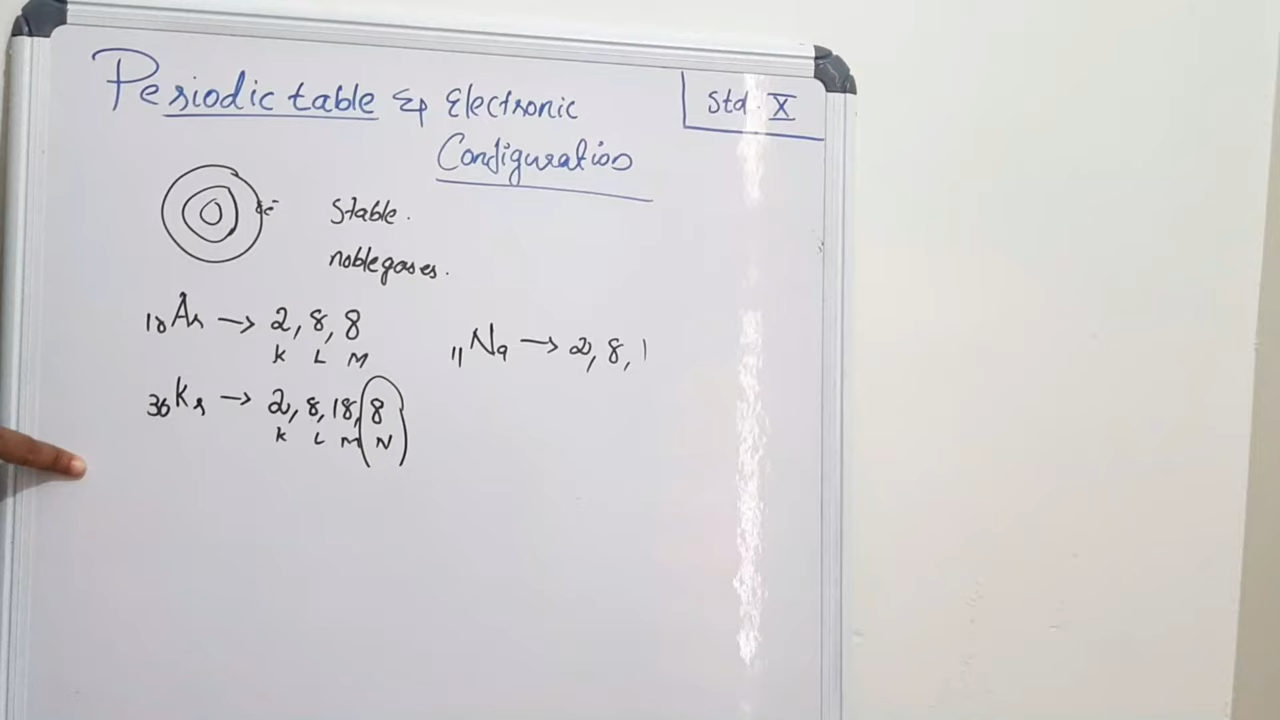 Periodic table & Electronic
Configuration
Std. X
8e-
Stable.
noble gases.
18Ar → 2, 8, 8
K L M
11Na → 2, 8, 1
36Kr → 2, 8, 18, 8
K L M N